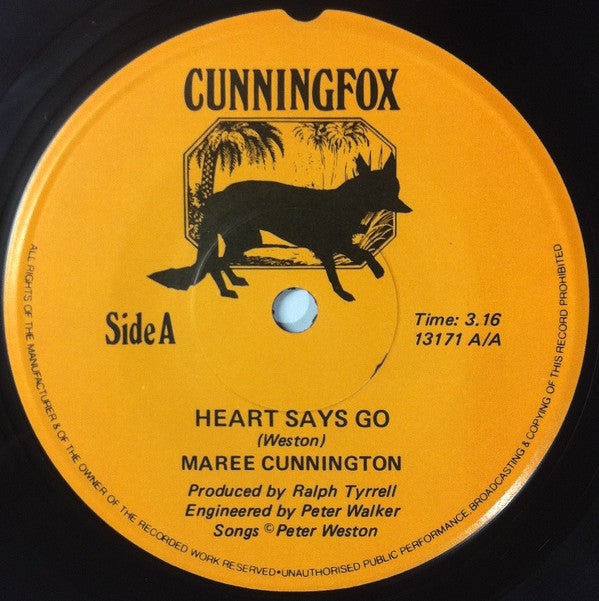 CUNNINGFOX
Side A
Time: 3.16
13171 A/A
HEART SAYS GO
(Weston)
MAREE CUNNINGTON
Produced by Ralph Tyrrell
Engineered by Peter Walker
Songs © Peter Weston
ALL RIGHTS OF THE MANUFACTURER & OF THE OWNER OF THE RECORDED WORK RESERVED•UNAUTHORISED PUBLIC PERFORMANCE, BROADCASTING & COPYING OF THIS RECORD PROHIBITED